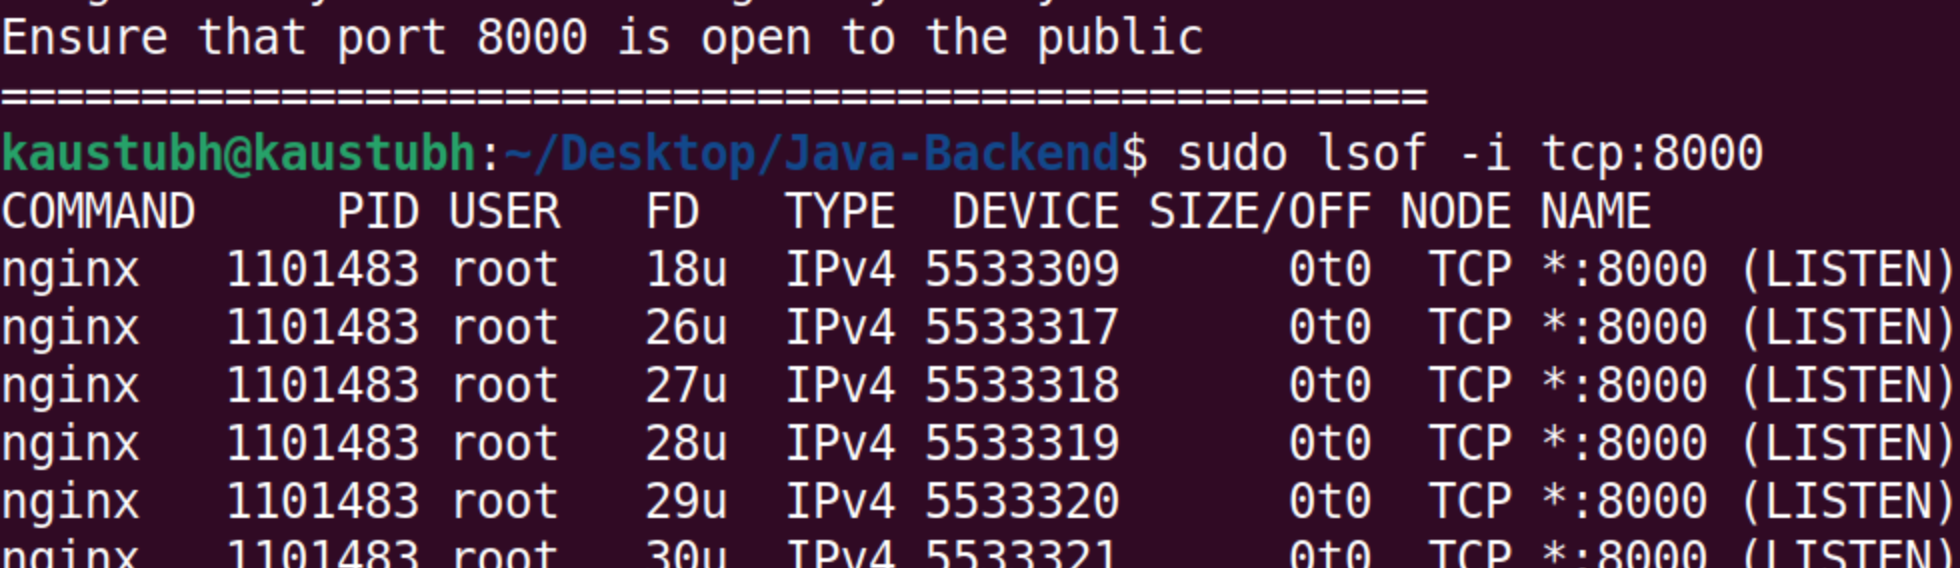 Ensure that port 8000 is open to the public
===================================================
kaustubh@kaustubh:~/Desktop/Java-Backend$ sudo lsof -i tcp:8000
COMMAND     PID USER   FD   TYPE  DEVICE SIZE/OFF NODE NAME
nginx   1101483 root   18u  IPv4 5533309      0t0  TCP *:8000 (LISTEN)
nginx   1101483 root   26u  IPv4 5533317      0t0  TCP *:8000 (LISTEN)
nginx   1101483 root   27u  IPv4 5533318      0t0  TCP *:8000 (LISTEN)
nginx   1101483 root   28u  IPv4 5533319      0t0  TCP *:8000 (LISTEN)
nginx   1101483 root   29u  IPv4 5533320      0t0  TCP *:8000 (LISTEN)
nginx   1101483 root   30u  IPv4 5533321      0t0  TCP *:8000 (LISTEN)